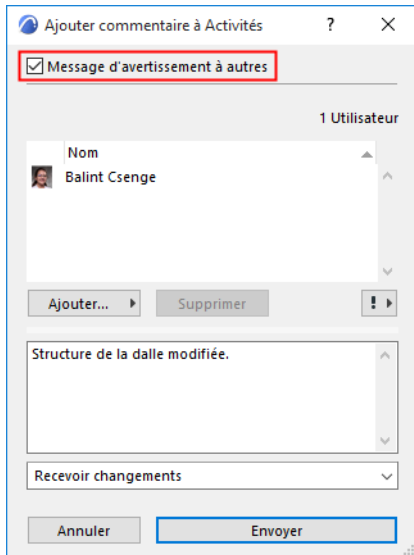 Ajouter commentaire à Activités
Message d'avertissement à autres
1 Utilisateur
Nom
Balint Csenge
Ajouter...
Supprimer
!
Structure de la dalle modifiée.
Recevoir changements
Annuler
Envoyer